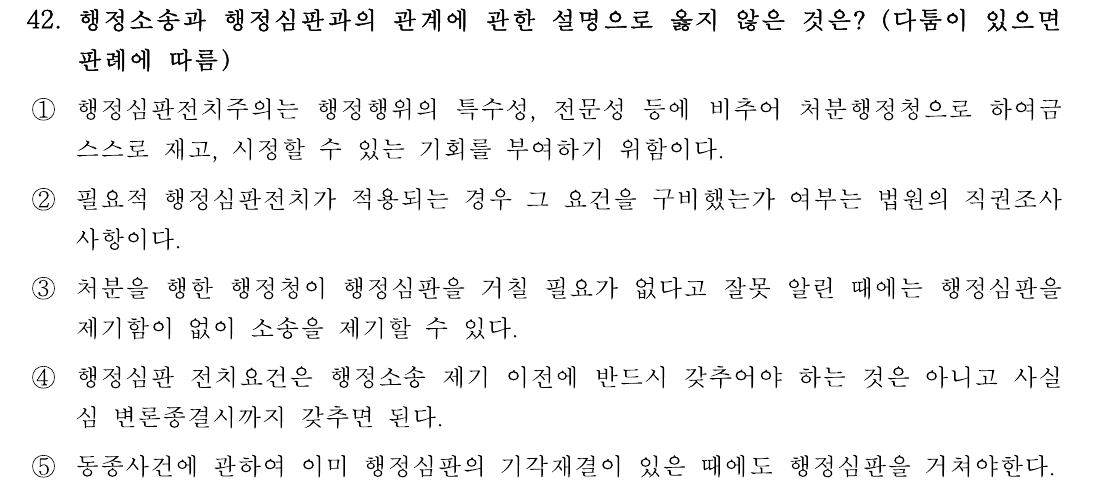 42. 행정소송과 행정심판과의 관계에 관한 설명으로 옳지 않은 것은? (다툼이 있으면
판례에 따름)
① 행정심판전치주의는 행정행위의 특수성, 전문성 등에 비추어 처분행정청으로 하여금
스스로 재고, 시정할 수 있는 기회를 부여하기 위함이다.
② 필요적 행정심판전치가 적용되는 경우 그 요건을 구비했는가 여부는 법원의 직권조사
사항이다.
③ 처분을 행한 행정청이 행정심판을 거칠 필요가 없다고 잘못 알린 때에는 행정심판을
제기함이 없이 소송을 제기할 수 있다.
④ 행정심판 전치요건은 행정소송 제기 이전에 반드시 갖추어야 하는 것은 아니고 사실
심 변론종결시까지 갖추면 된다.
⑤ 동종사건에 관하여 이미 행정심판의 기각재결이 있은 때에도 행정심판을 거쳐야한다.